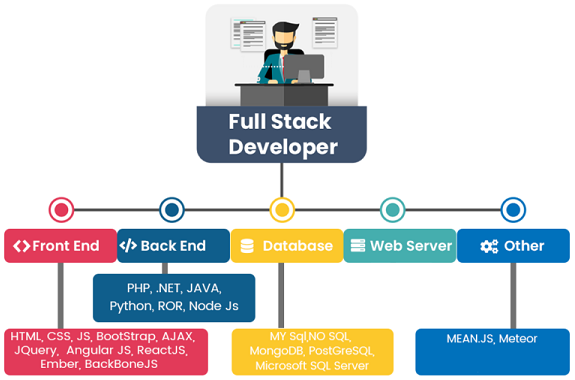 Full Stack
Developer
Front End
Back End
Database
Web Server
Other
PHP, .NET, JAVA,
Python, ROR, Node Js
HTML, CSS, JS, BootStrap, AJAX,
JQuery, Angular JS, ReactJS,
Ember, BackBoneJS
MY Sql,NO SQL,
MongoDB, PostGreSQL,
Microsoft SQL Server
MEAN.JS, Meteor